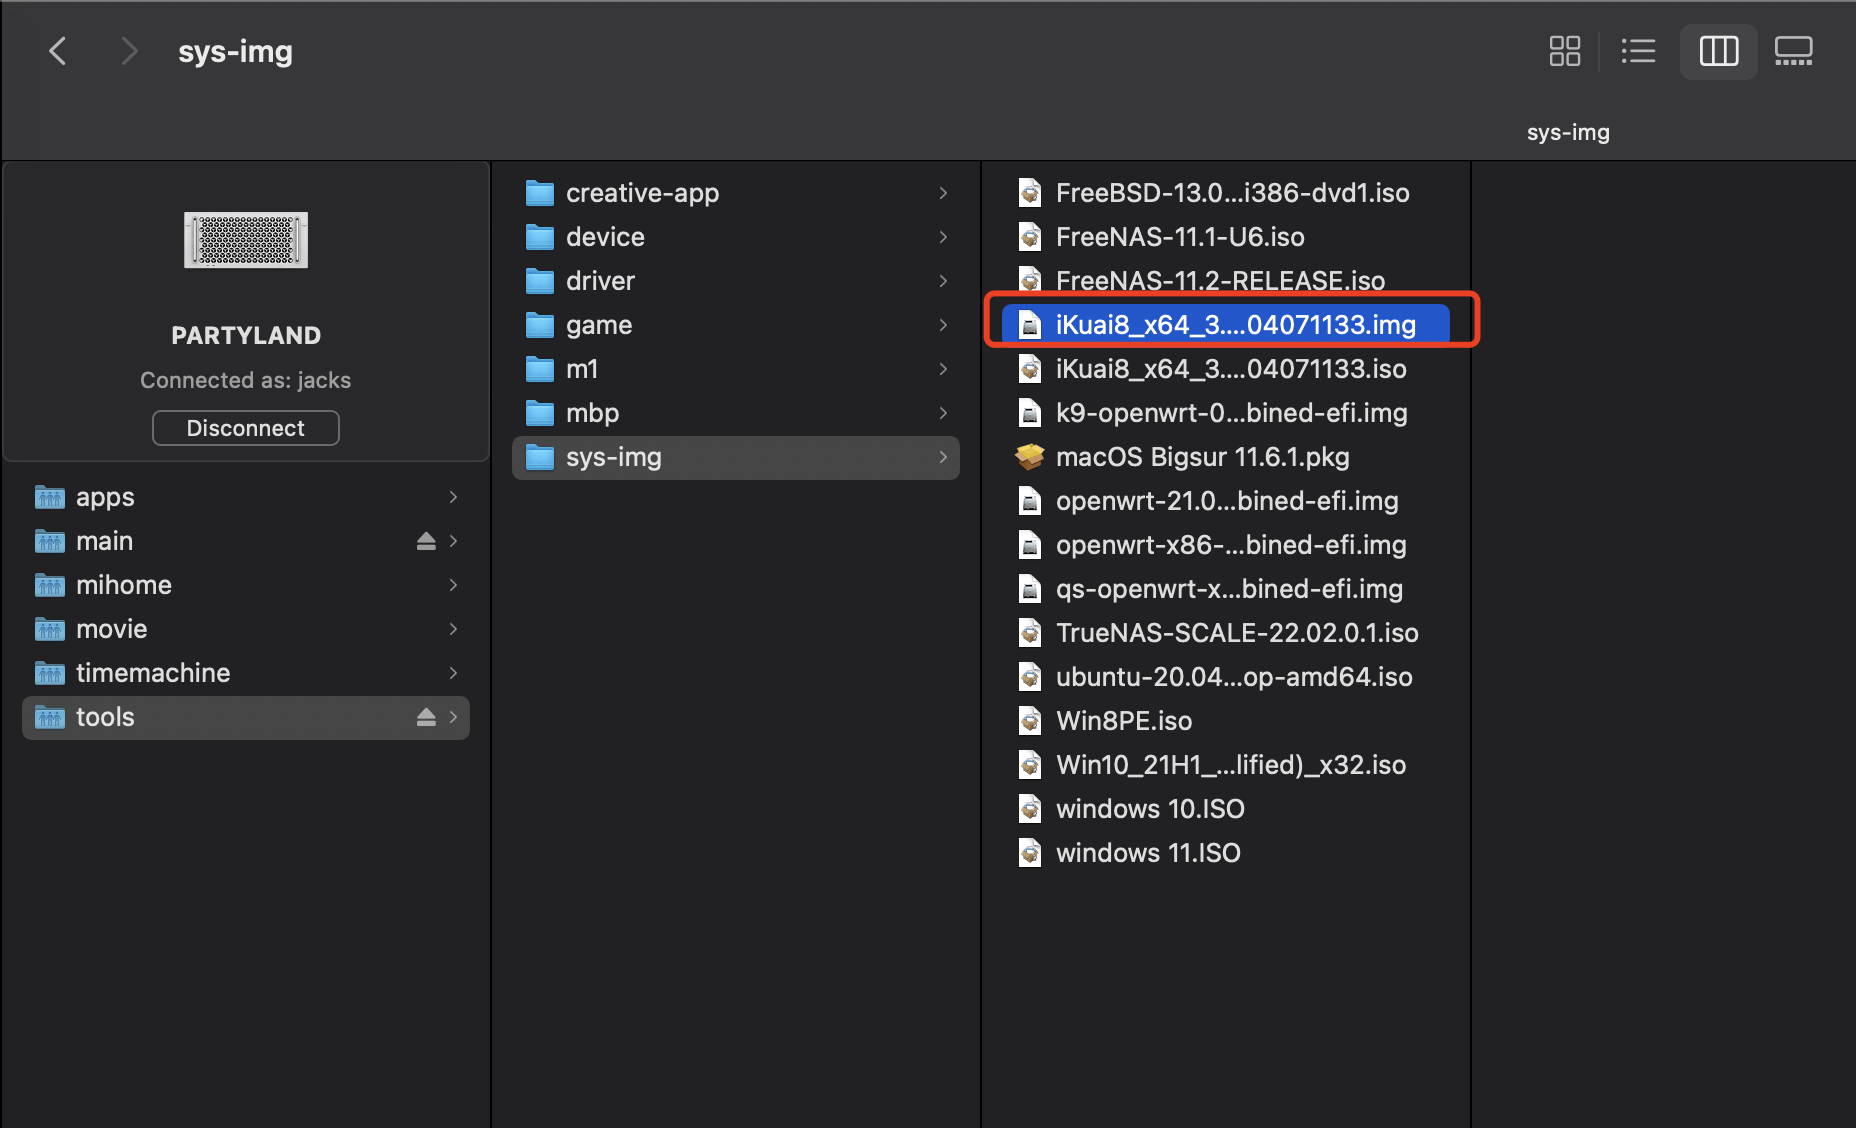 sys-img
sys-img
PARTYLAND
Connected as: jacks
Disconnect
apps
main
mihome
movie
timemachine
tools
creative-app
device
driver
game
m1
mbp
sys-img
FreeBSD-13.0...i386-dvd1.iso
FreeNAS-11.1-U6.iso
FreeNAS-11.2-RELEASE.iso
iKuai8_x64_3....04071133.img
iKuai8_x64_3....04071133.iso
k9-openwrt-0...bined-efi.img
macOS Bigsur 11.6.1.pkg
openwrt-21.0...bined-efi.img
openwrt-x86-...bined-efi.img
qs-openwrt-x...bined-efi.img
TrueNAS-SCALE-22.02.0.1.iso
ubuntu-20.04...op-amd64.iso
Win8PE.iso
Win10_21H1_...lified)_x32.iso
windows 10.ISO
windows 11.ISO